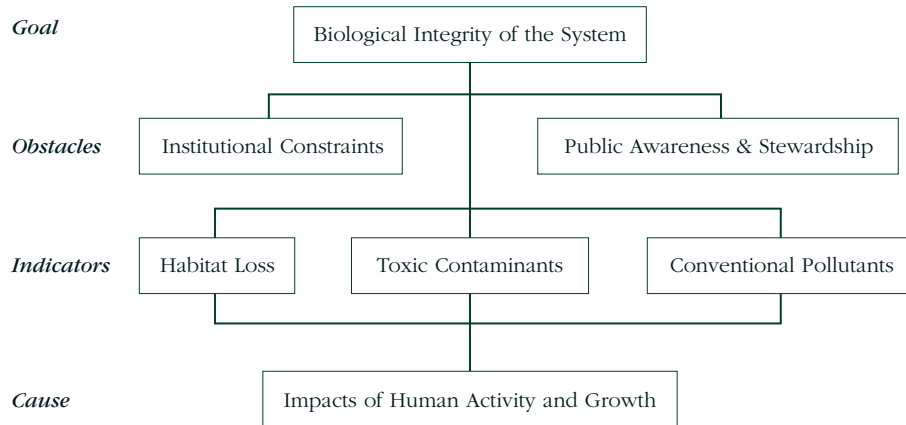 Goal
Biological Integrity of the System
Obstacles
Institutional Constraints
Public Awareness & Stewardship
Indicators
Habitat Loss
Toxic Contaminants
Conventional Pollutants
Cause
Impacts of Human Activity and Growth